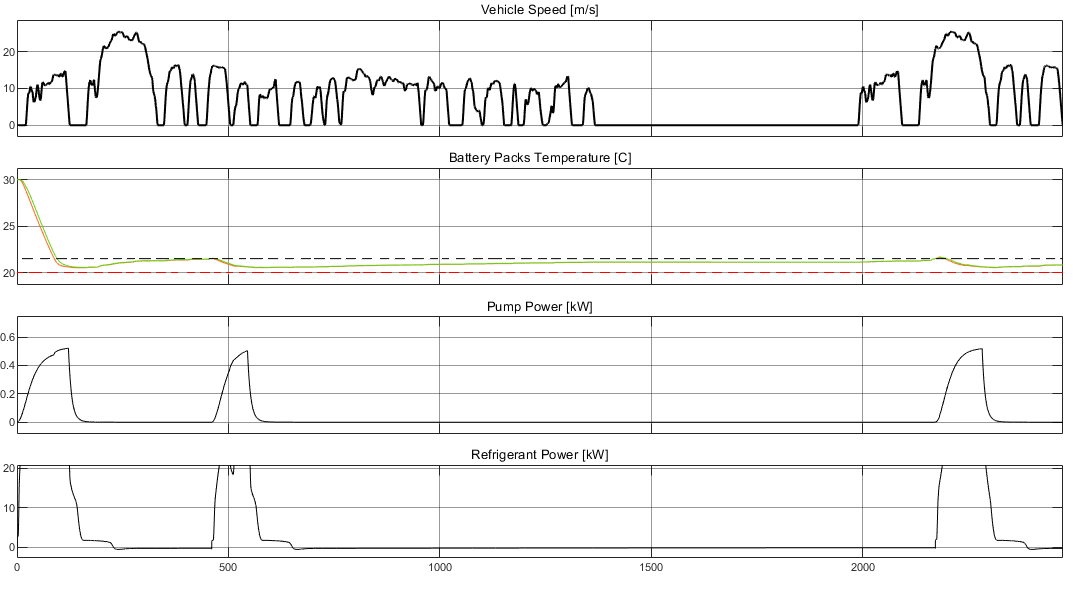 Vehicle Speed [m/s]
20
10
0
Battery Packs Temperature [C]
30
25
20
Pump Power [kW]
0.6
0.4
0.2
0
Refrigerant Power [kW]
20
10
0
0 500 1000 1500 2000